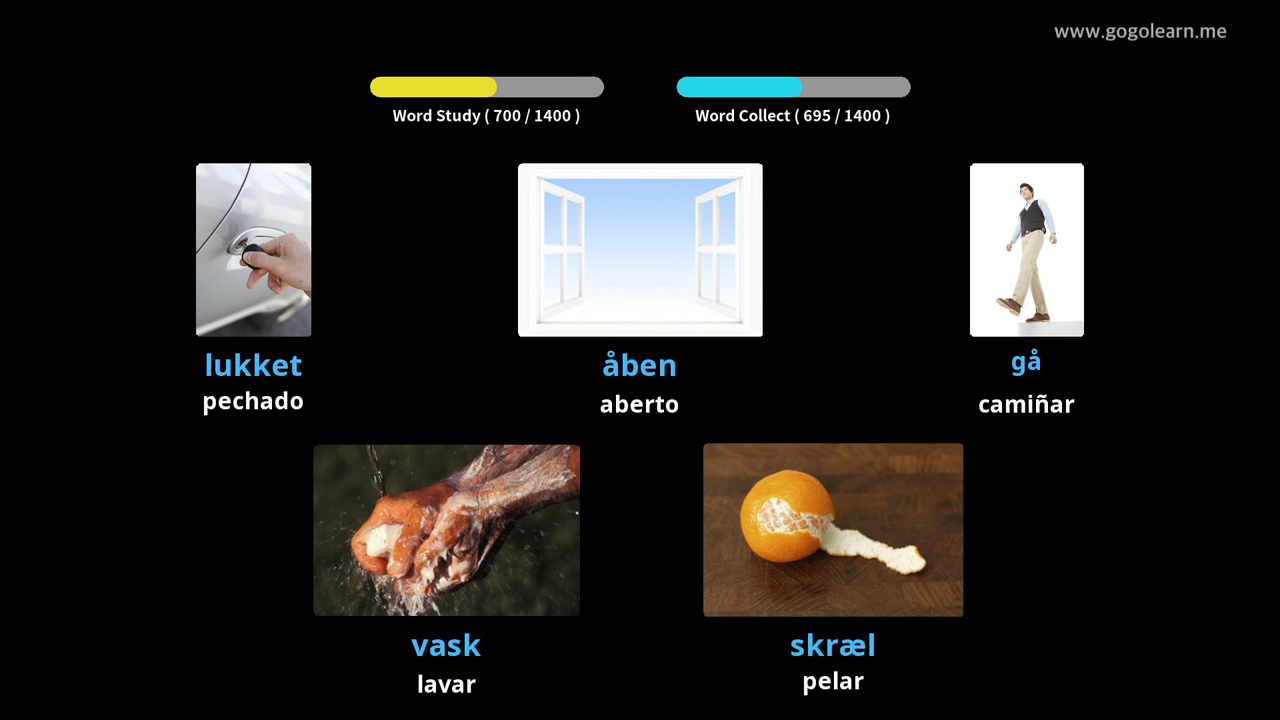 www.gogolearn.me
Word Study ( 700 / 1400 )
Word Collect ( 695 / 1400 )
lukket
pechado
åben
aberto
gå
camiñar
vask
lavar
skræl
pelar